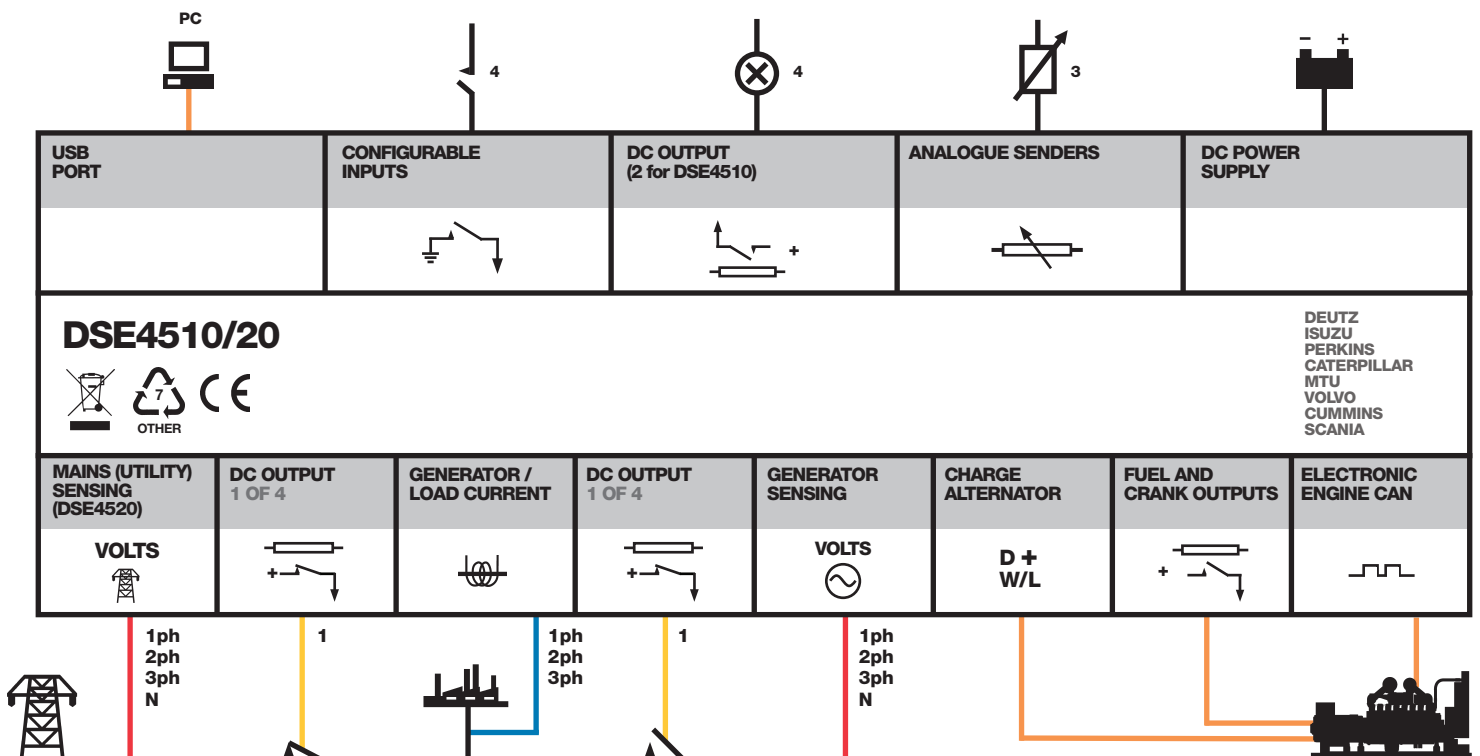 PC
4
4
3
– +
USB
PORT
CONFIGURABLE
INPUTS
DC OUTPUT
(2 for DSE4510)
ANALOGUE SENDERS
DC POWER
SUPPLY
+
DSE4510/20
7
OTHER
CE
DEUTZ
ISUZU
PERKINS
CATERPILLAR
MTU
VOLVO
CUMMINS
SCANIA
MAINS (UTILITY)
SENSING
(DSE4520)
VOLTS
DC OUTPUT
1 OF 4
+
GENERATOR /
LOAD CURRENT
DC OUTPUT
1 OF 4
+
GENERATOR
SENSING
VOLTS
CHARGE
ALTERNATOR
D +
W/L
FUEL AND
CRANK OUTPUTS
+
ELECTRONIC
ENGINE CAN
1ph
2ph
3ph
N
1
1ph
2ph
3ph
1
1ph
2ph
3ph
N